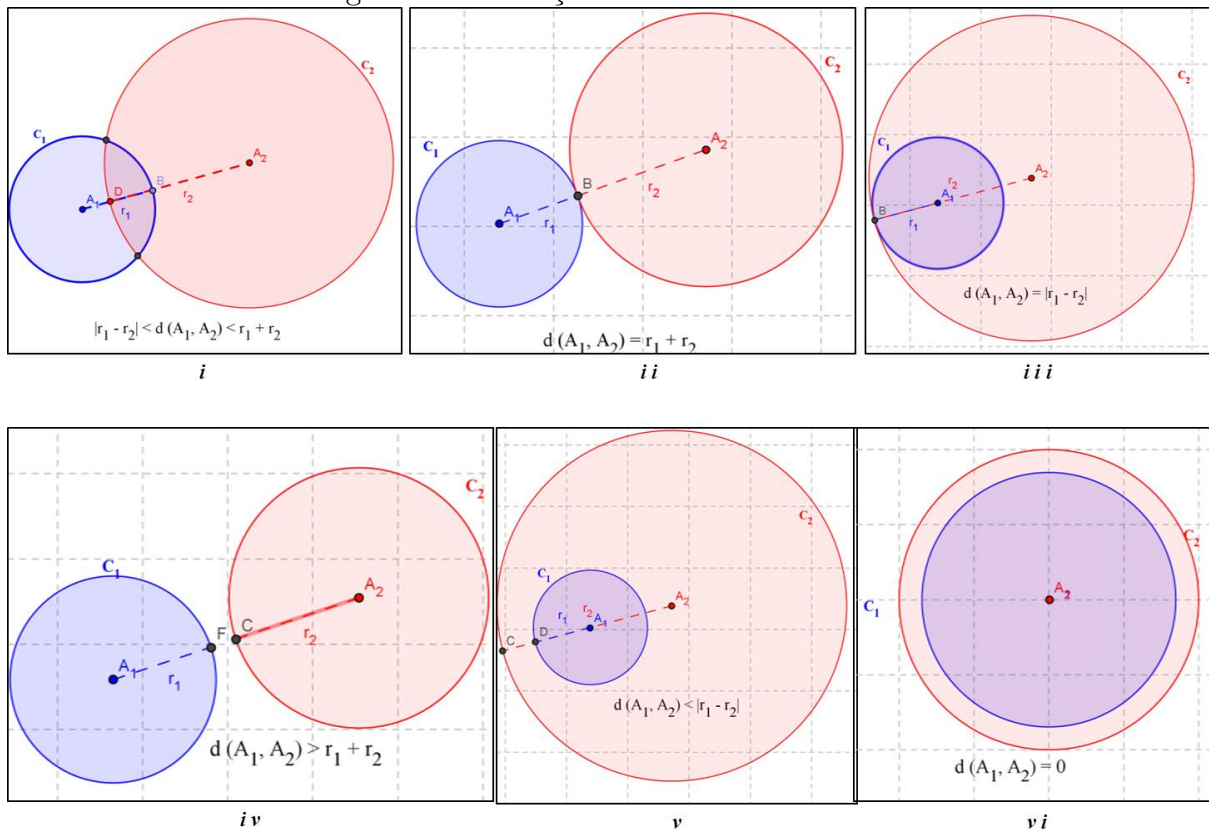 C₂
C₁
A₂
B
D
A₁
r₂
r₁
|r₁ - r₂| < d (A₁, A₂) < r₁ + r₂
i
C₂
C₁
A₂
B
r₂
A₁
r₁
d (A₁, A₂) = r₁ + r₂
i i
C₂
C₁
A₂
r₂
A₁
B
r₁
d (A₁, A₂) = |r₁ - r₂|
i i i
C₂
C₁
A₂
F C
r₂
A₁
r₁
d (A₁, A₂) > r₁ + r₂
i v
C₂
C₁
A₂
r₁ r₂ A₁
C D
d (A₁, A₂) < |r₁ - r₂|
v
C₂
A₂
C₁
d (A₁, A₂) = 0
v i